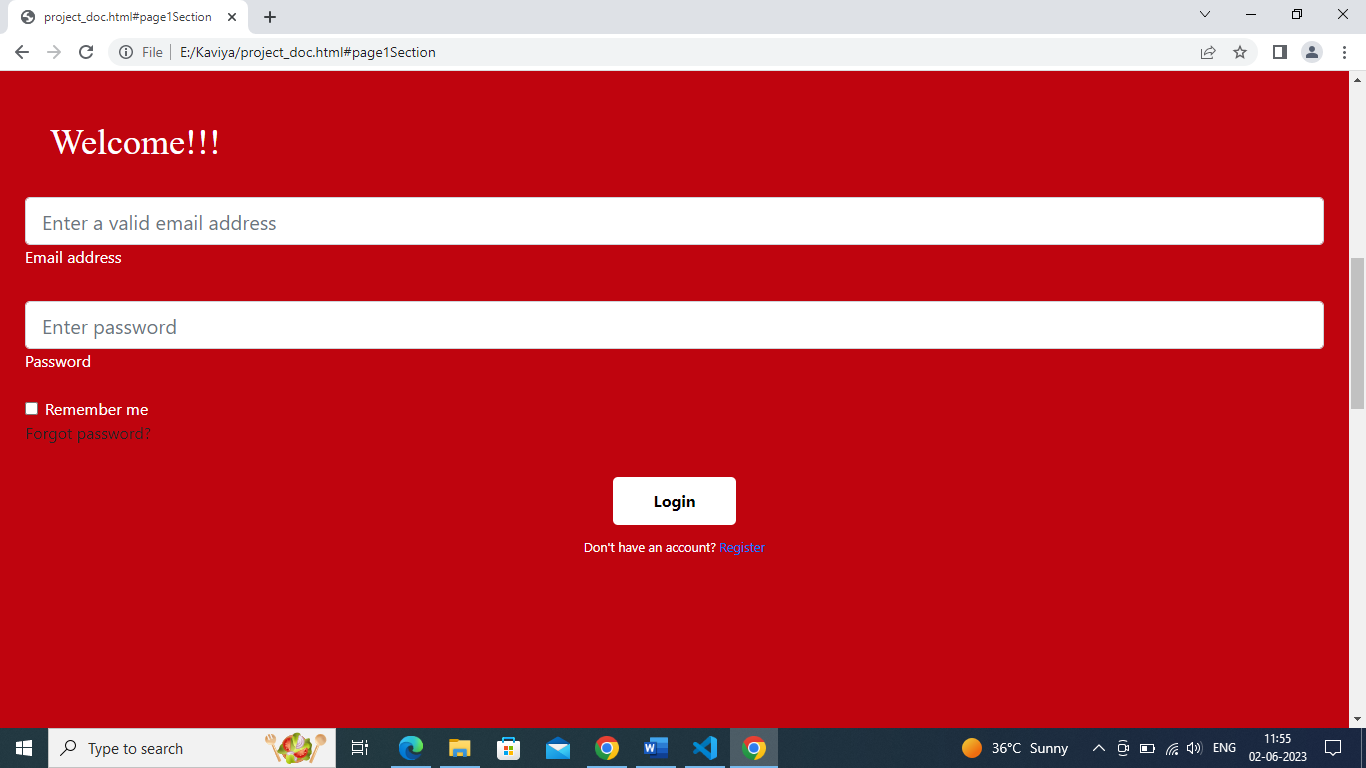 project_doc.html#page1Section
File E:/Kaviya/project_doc.html#page1Section
Welcome!!!
Enter a valid email address
Email address
Enter password
Password
Remember me
Forgot password?
Login
Don't have an account? Register
Type to search
36°C Sunny
ENG
11:55
02-06-2023